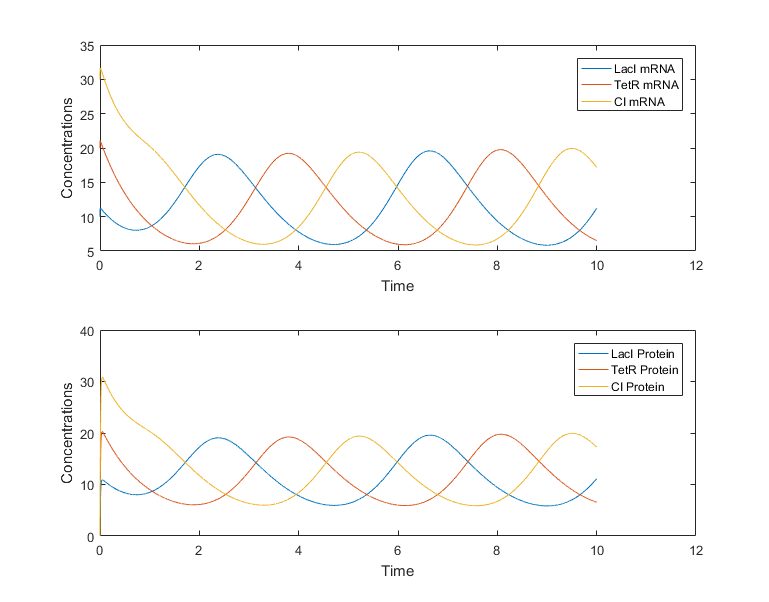 35
30
25
20
15
10
5
Concentrations
LacI mRNA
TetR mRNA
CI mRNA
0 2 4 6 8 10 12
Time
40
30
20
10
0
Concentrations
LacI Protein
TetR Protein
CI Protein
0 2 4 6 8 10 12
Time